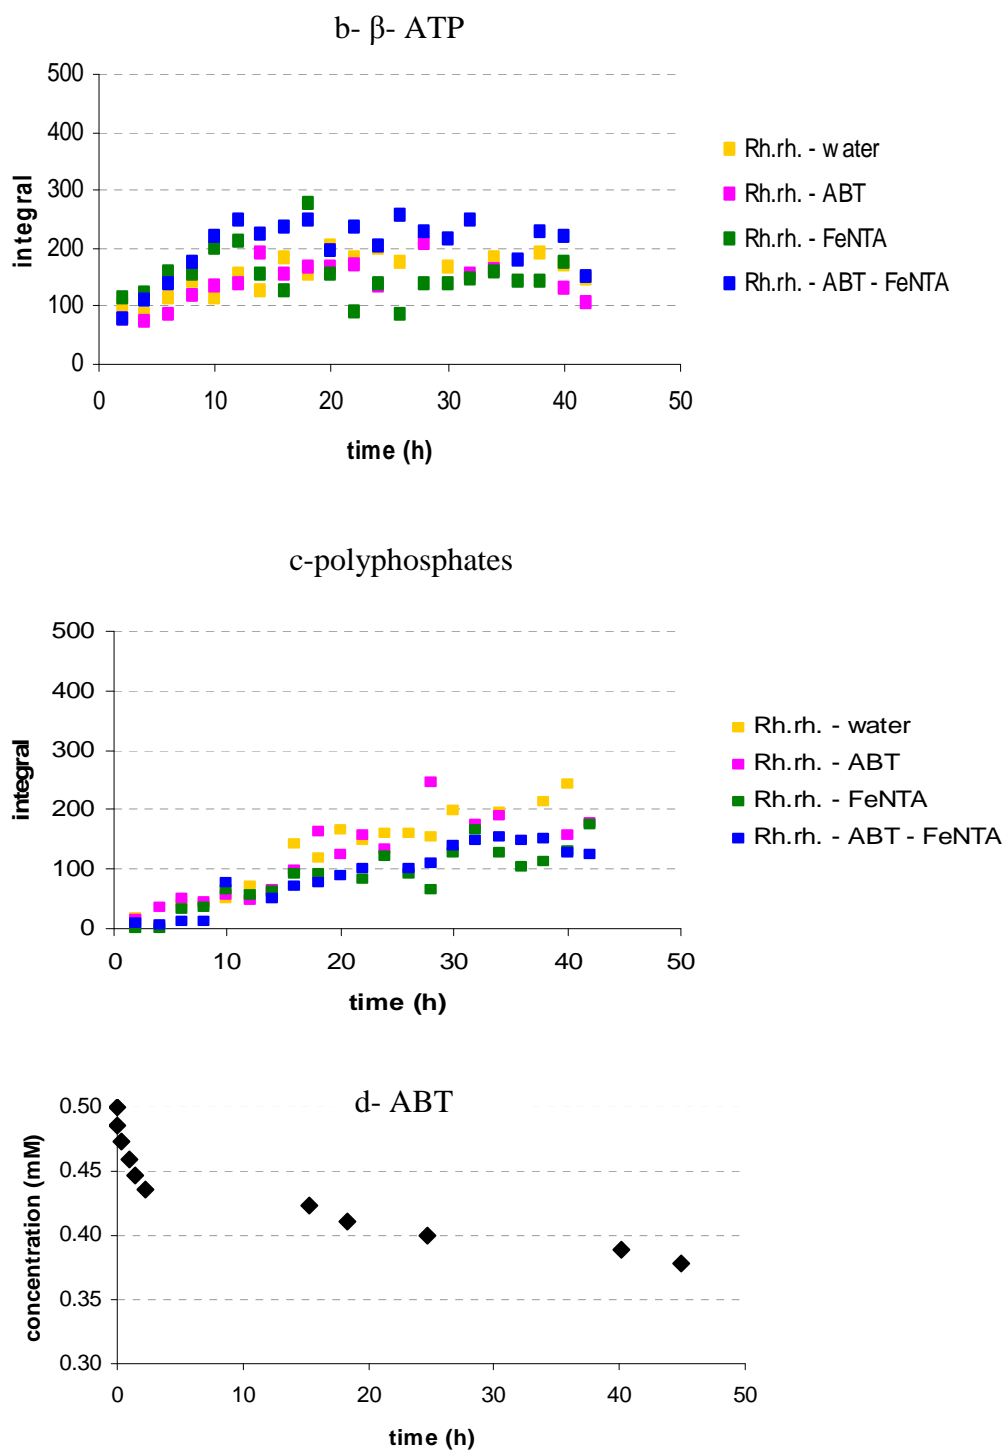 b- β- ATP
500
400
300
200
100
0
integral
0 10 20 30 40 50
time (h)
Rh.rh. - water
Rh.rh. - ABT
Rh.rh. - FeNTA
Rh.rh. - ABT - FeNTA
c-polyphosphates
500
400
300
200
100
0
integral
0 10 20 30 40 50
time (h)
Rh.rh. - water
Rh.rh. - ABT
Rh.rh. - FeNTA
Rh.rh. - ABT - FeNTA
d- ABT
0.50
0.45
0.40
0.35
0.30
concentration (mM)
0 10 20 30 40 50
time (h)